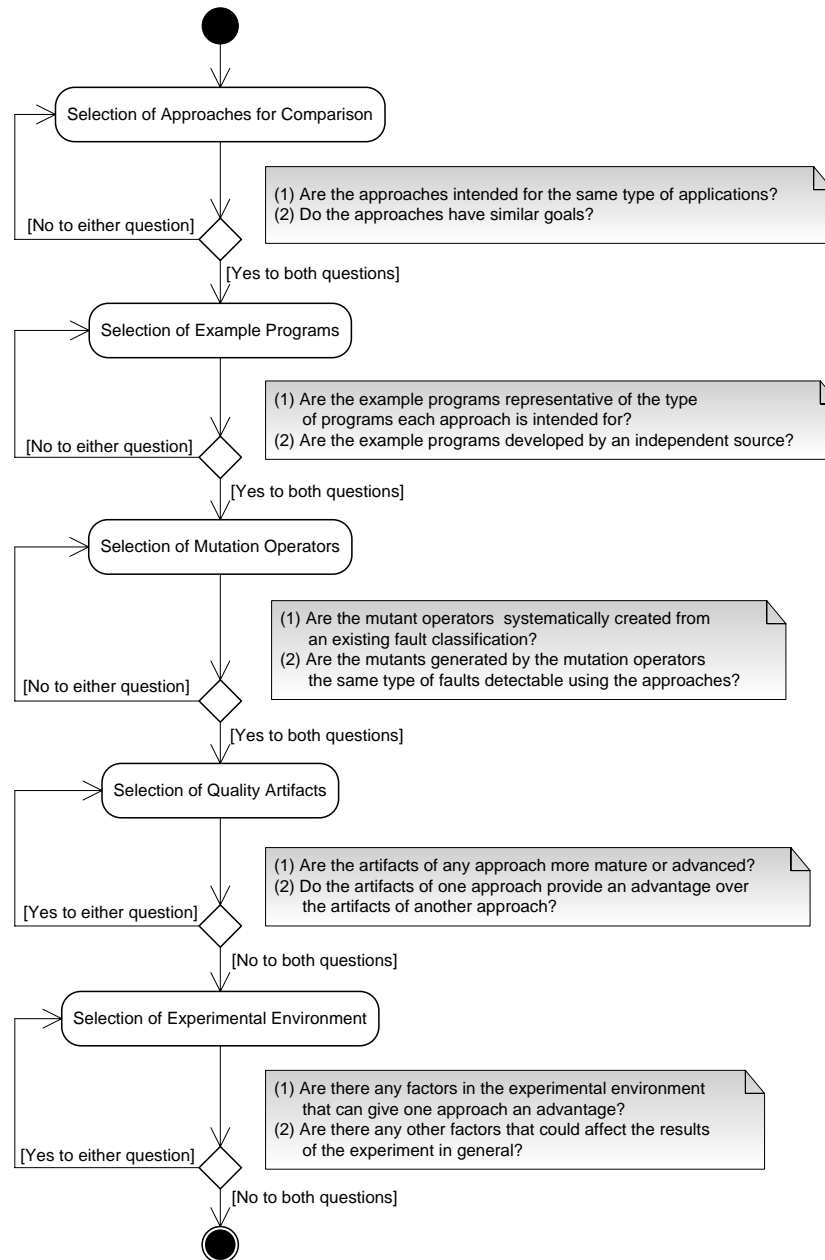 Selection of Approaches for Comparison
(1) Are the approaches intended for the same type of applications?
(2) Do the approaches have similar goals?
[No to either question]
[Yes to both questions]
Selection of Example Programs
(1) Are the example programs representative of the type
of programs each approach is intended for?
(2) Are the example programs developed by an independent source?
[No to either question]
[Yes to both questions]
Selection of Mutation Operators
(1) Are the mutant operators systematically created from
an existing fault classification?
(2) Are the mutants generated by the mutation operators
the same type of faults detectable using the approaches?
[No to either question]
[Yes to both questions]
Selection of Quality Artifacts
(1) Are the artifacts of any approach more mature or advanced?
(2) Do the artifacts of one approach provide an advantage over
the artifacts of another approach?
[Yes to either question]
[No to both questions]
Selection of Experimental Environment
(1) Are there any factors in the experimental environment
that can give one approach an advantage?
(2) Are there any other factors that could affect the results
of the experiment in general?
[Yes to either question]
[No to both questions]